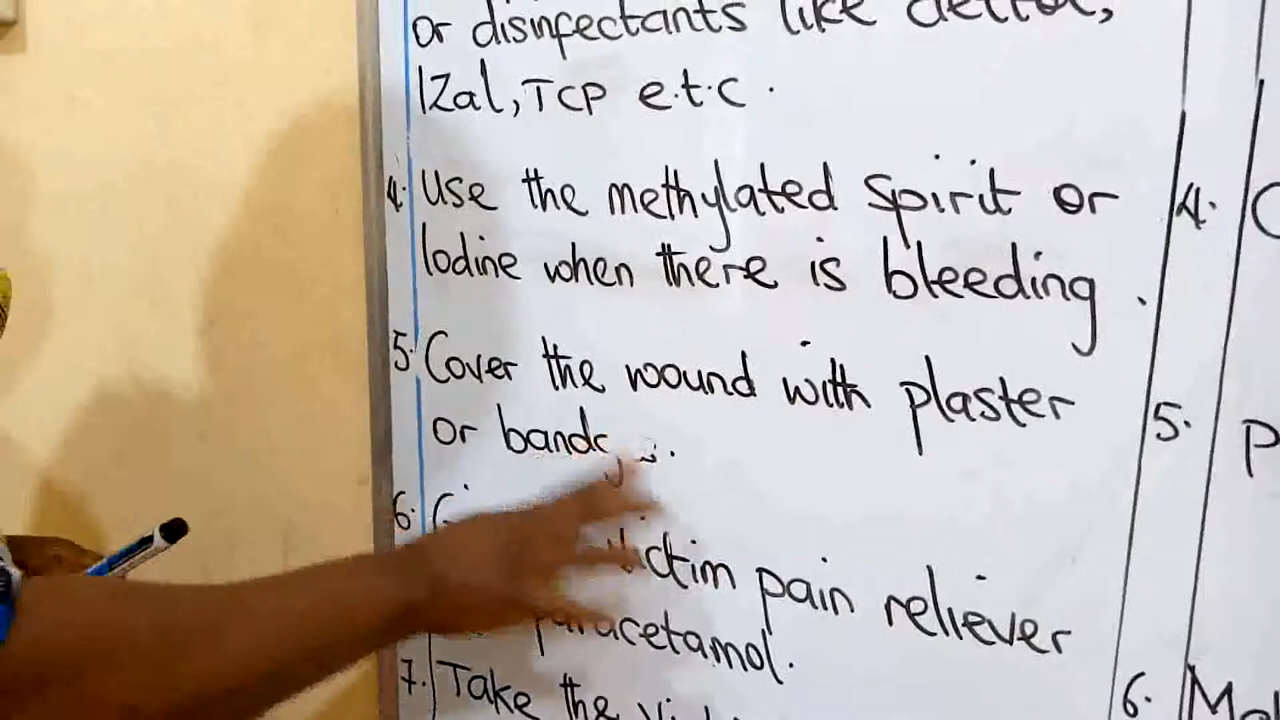 or disinfectants like dettol,
IZal, TCP e.t.c.
4. Use the methylated spirit or
Iodine when there is bleeding.
5. Cover the wound with plaster
or
6.
victim pain reliever
paracetamol.
7. Take the
4.
5.
6.